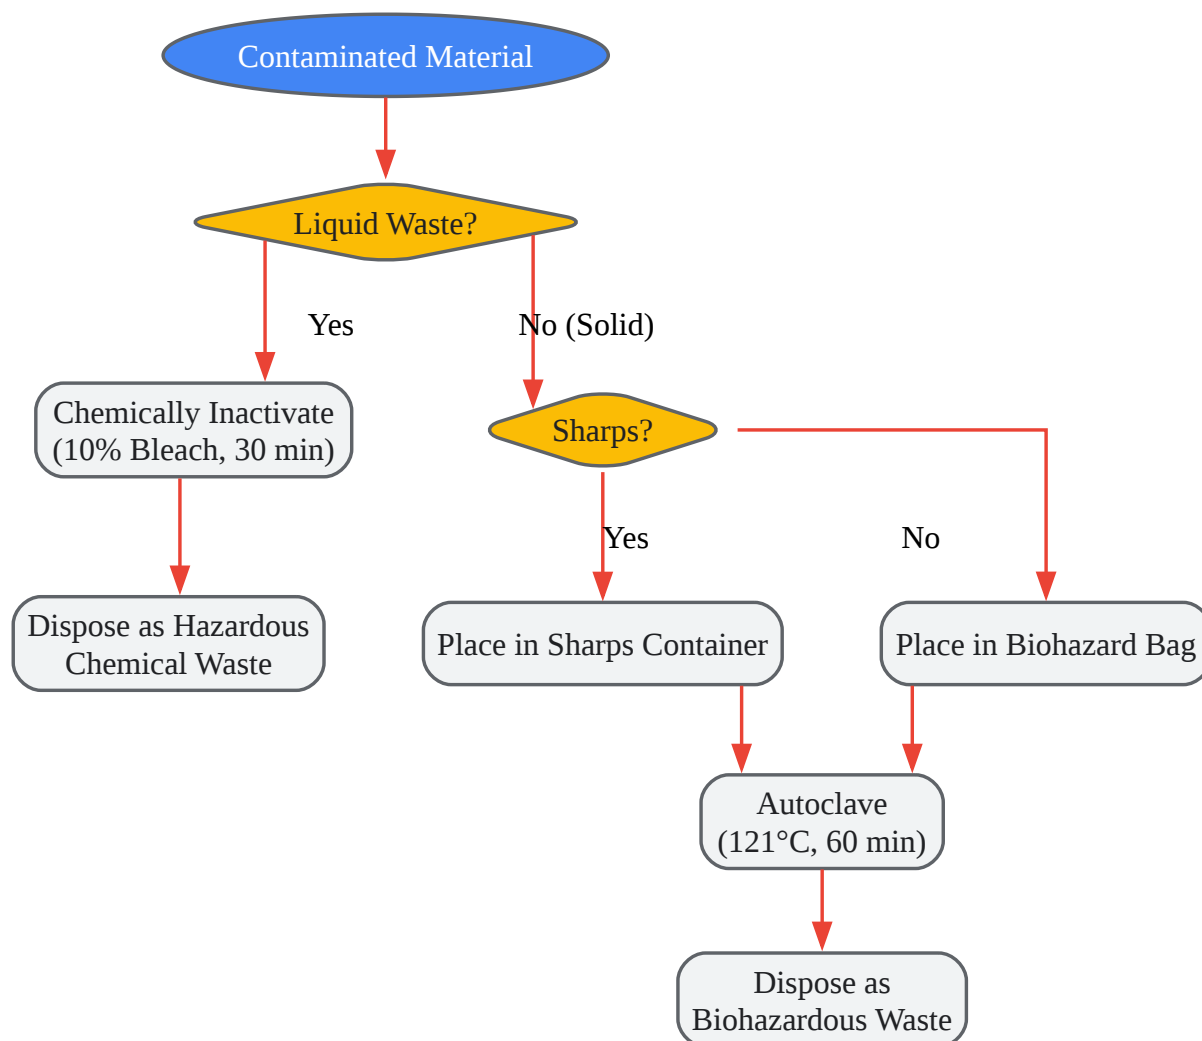 Contaminated Material
Liquid Waste?
Yes
No (Solid)
Chemically Inactivate
(10% Bleach, 30 min)
Sharps?
Yes
No
Dispose as Hazardous
Chemical Waste
Place in Sharps Container
Place in Biohazard Bag
Autoclave
(121°C, 60 min)
Dispose as
Biohazardous Waste